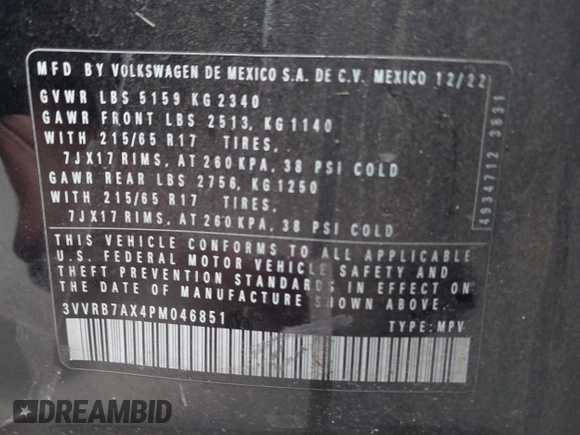 MFD BY VOLKSWAGEN DE MEXICO S.A. DE C.V. MEXICO 12/22
GVWR LBS 5159 KG 2340
GAWR FRONT LBS 2513, KG 1140
WITH 215/65 R17 TIRES,
7JX17 RIMS, AT 260 KPA, 38 PSI COLD
GAWR REAR LBS 2756, KG 1250
WITH 215/65 R17 TIRES,
7JX17 RIMS, AT 260 KPA, 38 PSI COLD
THIS VEHICLE CONFORMS TO ALL APPLICABLE
U.S. FEDERAL MOTOR VEHICLE SAFETY AND
THEFT PREVENTION STANDARDS IN EFFECT ON
THE DATE OF MANUFACTURE SHOWN ABOVE.
3VVRB7AX4PM046851 TYPE: MPV
49347112 3631
DREAMBID